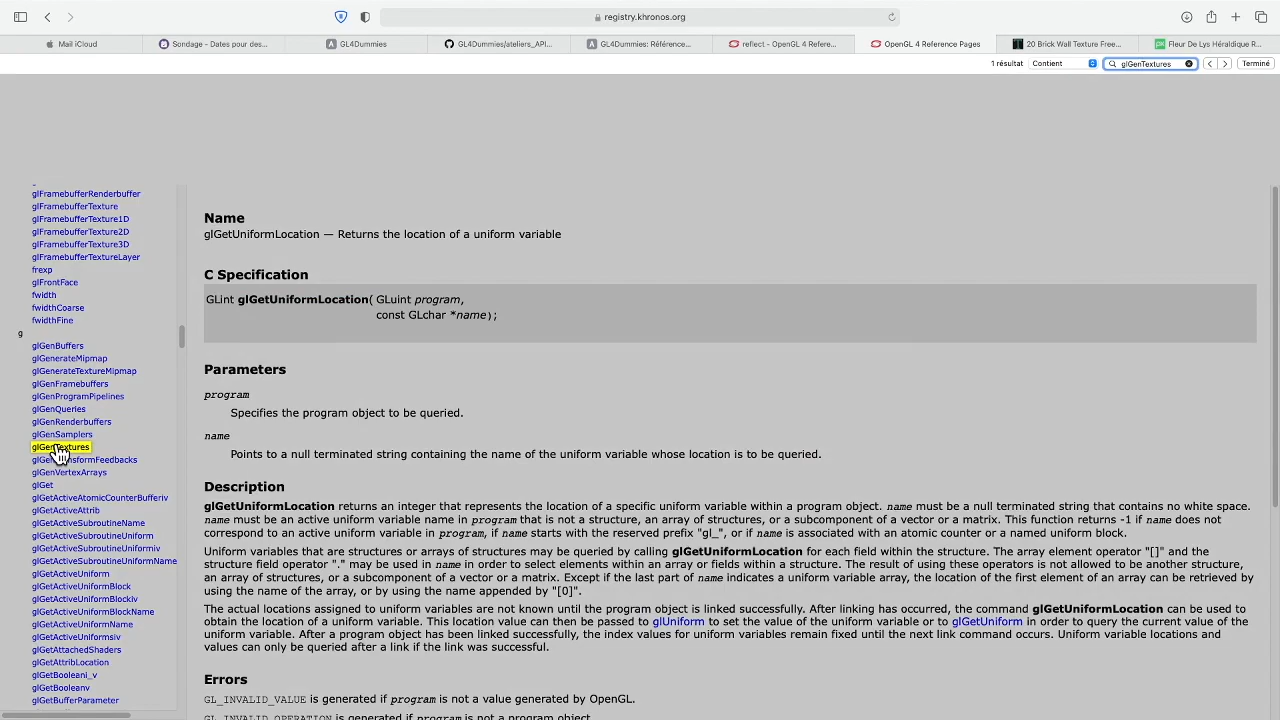 registry.khronos.org
Mail iCloud
Sondage - Dates pour des...
GL4Dummies
GL4Dummies/ateliers_API...
GL4Dummies: Référence...
reflect - OpenGL 4 Refere...
OpenGL 4 Reference Pages
20 Brick Wall Texture Free...
Fleur De Lys Héraldique R...
1 résultat
Contient
glGenTextures
Terminé
glFramebufferRenderbuffer
glFramebufferTexture
glFramebufferTexture1D
glFramebufferTexture2D
glFramebufferTexture3D
glFramebufferTextureLayer
frexp
glFrontFace
fwidth
fwidthCoarse
fwidthFine
g
glGenBuffers
glGenerateMipmap
glGenerateTextureMipmap
glGenFramebuffers
glGenProgramPipelines
glGenQueries
glGenRenderbuffers
glGenSamplers
glGenTextures
glGenTransformFeedbacks
glGenVertexArrays
glGet
glGetActiveAtomicCounterBufferiv
glGetActiveAttrib
glGetActiveSubroutineName
glGetActiveSubroutineUniform
glGetActiveSubroutineUniformiv
glGetActiveSubroutineUniformName
glGetActiveUniform
glGetActiveUniformBlock
glGetActiveUniformBlockiv
glGetActiveUniformBlockName
glGetActiveUniformName
glGetActiveUniformsiv
glGetAttachedShaders
glGetAttribLocation
glGetBooleani_v
glGetBooleanv
glGetBufferParameter
Name
glGetUniformLocation — Returns the location of a uniform variable
C Specification
GLint glGetUniformLocation( GLuint program,
const GLchar *name);
Parameters
program
Specifies the program object to be queried.
name
Points to a null terminated string containing the name of the uniform variable whose location is to be queried.
Description
glGetUniformLocation returns an integer that represents the location of a specific uniform variable within a program object. name must be a null terminated string that contains no white space.
name must be an active uniform variable name in program that is not a structure, an array of structures, or a subcomponent of a vector or a matrix. This function returns -1 if name does not
correspond to an active uniform variable in program, if name starts with the reserved prefix "gl_", or if name is associated with an atomic counter or a named uniform block.
Uniform variables that are structures or arrays of structures may be queried by calling glGetUniformLocation for each field within the structure. The array element operator "[]" and the
structure field operator "." may be used in name in order to select elements within an array or fields within a structure. The result of using these operators is not allowed to be another structure,
an array of structures, or a subcomponent of a vector or a matrix. Except if the last part of name indicates a uniform variable array, the location of the first element of an array can be retrieved by
using the name of the array, or by using the name appended by "[0]".
The actual locations assigned to uniform variables are not known until the program object is linked successfully. After linking has occurred, the command glGetUniformLocation can be used to
obtain the location of a uniform variable. This location value can then be passed to glUniform to set the value of the uniform variable or to glGetUniform in order to query the current value of the
uniform variable. After a program object has been linked successfully, the index values for uniform variables remain fixed until the next link command occurs. Uniform variable locations and
values can only be queried after a link if the link was successful.
Errors
GL_INVALID_VALUE is generated if program is not a value generated by OpenGL.
GL_INVALID_OPERATION is generated if program is not a program object.